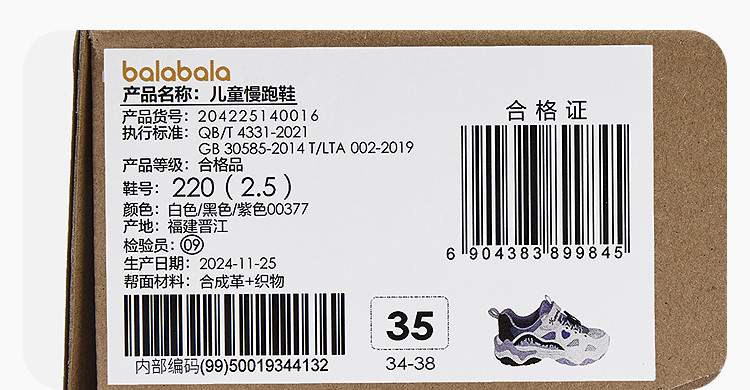 balabala
产品名称：儿童慢跑鞋
产品货号：204225140016
执行标准：QB/T 4331-2021
GB 30585-2014 T/LTA 002-2019
产品等级：合格品
鞋号：220（2.5）
颜色：白色/黑色/紫色00377
产地：福建晋江
检验员：09
生产日期：2024-11-25
帮面材料：合成革+织物
内部编码(99)50019344132
合格证
6904383899845
35
34-38